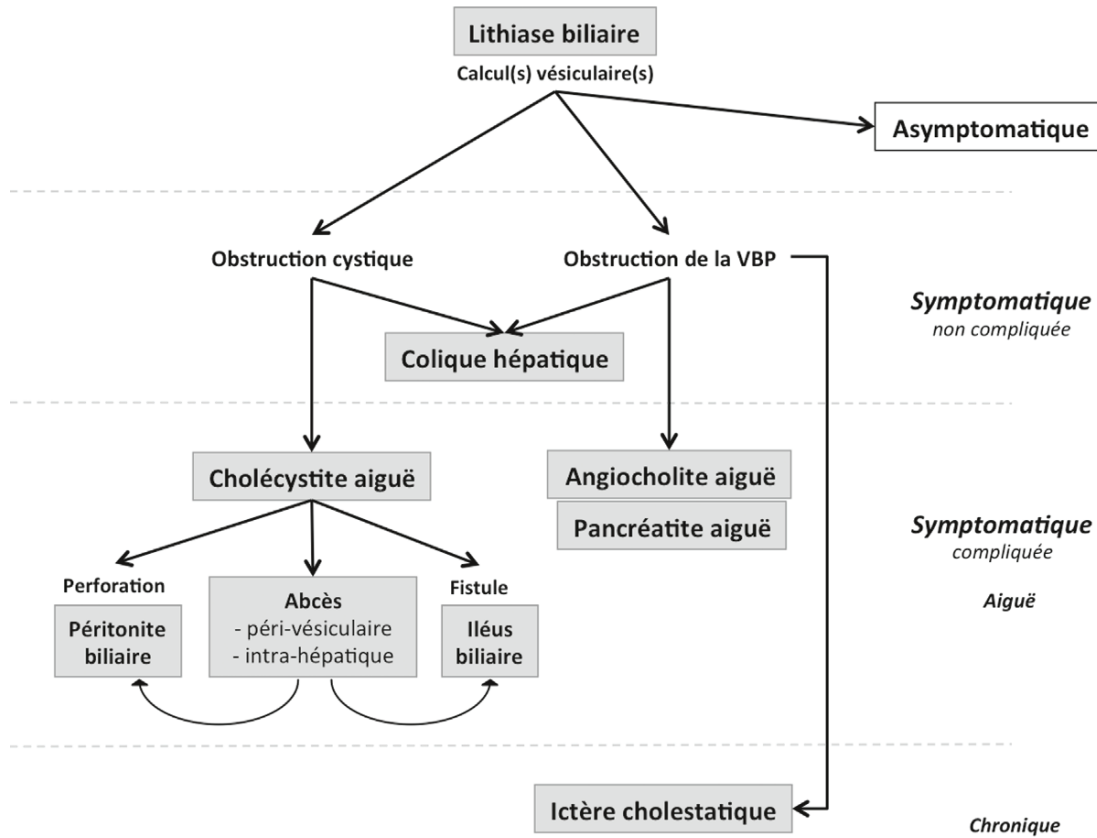 Lithiase biliaire
Calcul(s) vésiculaire(s)
Asymptomatique
Obstruction cystique
Obstruction de la VBP
Symptomatique
non compliquée
Colique hépatique
Cholécystite aiguë
Angiocholite aiguë
Pancréatite aiguë
Symptomatique
compliquée
Aiguë
Perforation
Péritonite
biliaire
Abcès
- péri-vésiculaire
- intra-hépatique
Fistule
Iléus
biliaire
Ictère cholestatique
Chronique